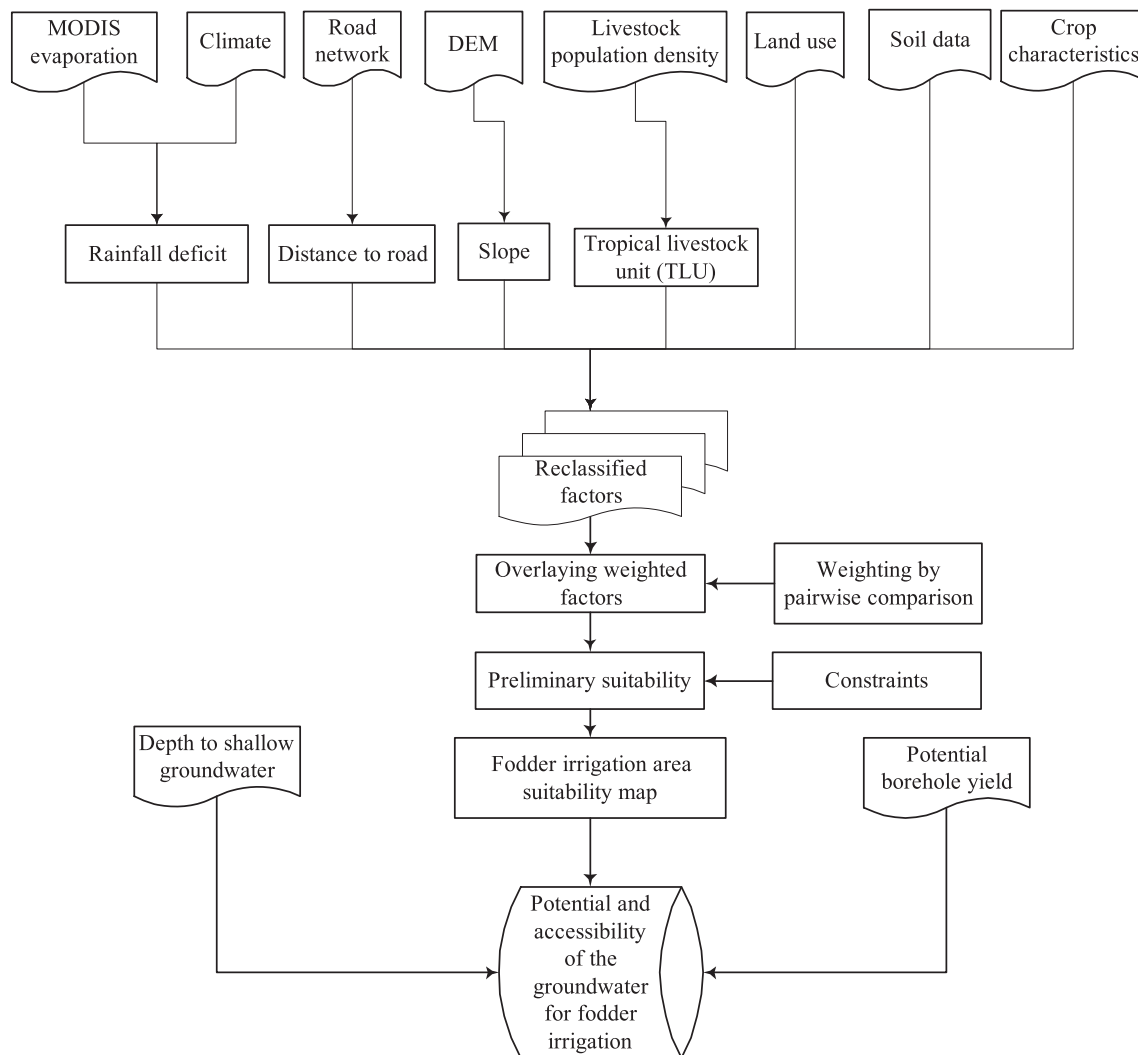 MODIS
evaporation
Climate
Road
network
DEM
Livestock
population density
Land use
Soil data
Crop
characteristics
Rainfall deficit
Distance to road
Slope
Tropical livestock
unit (TLU)
Reclassified
factors
Overlaying weighted
factors
Weighting by
pairwise comparison
Preliminary suitability
Constraints
Depth to shallow
groundwater
Fodder irrigation area
suitability map
Potential
borehole yield
Potential and
accessibility
of the
groundwater
for fodder
irrigation